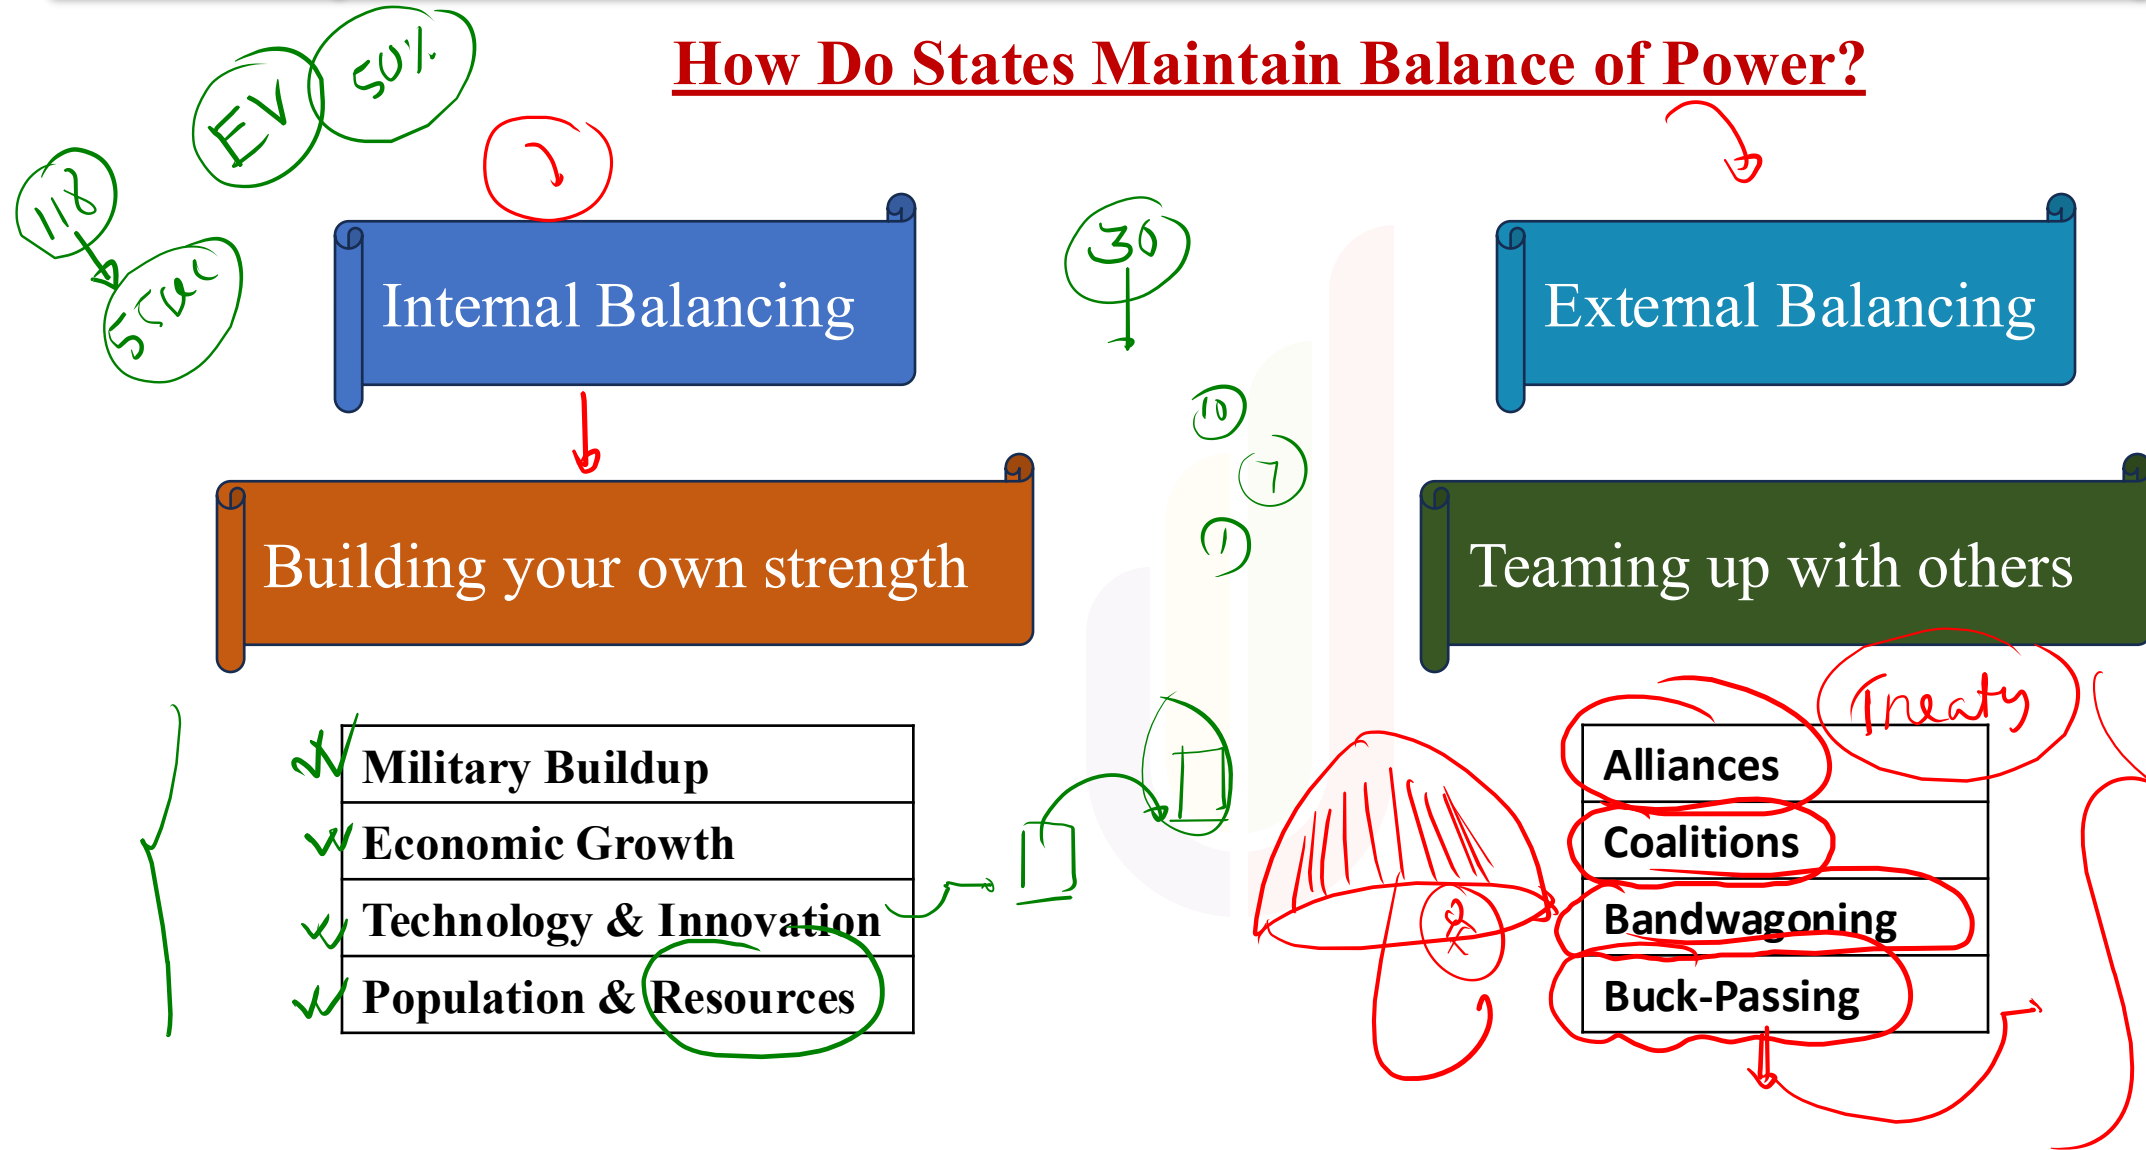 How Do States Maintain Balance of Power?
EV
50%
118
30
Internal Balancing
External Balancing
10
7
1
Building your own strength
Teaming up with others
Treaty
Military Buildup
Economic Growth
Technology & Innovation
Population & Resources
Alliances
Coalitions
Bandwagoning
Buck-Passing